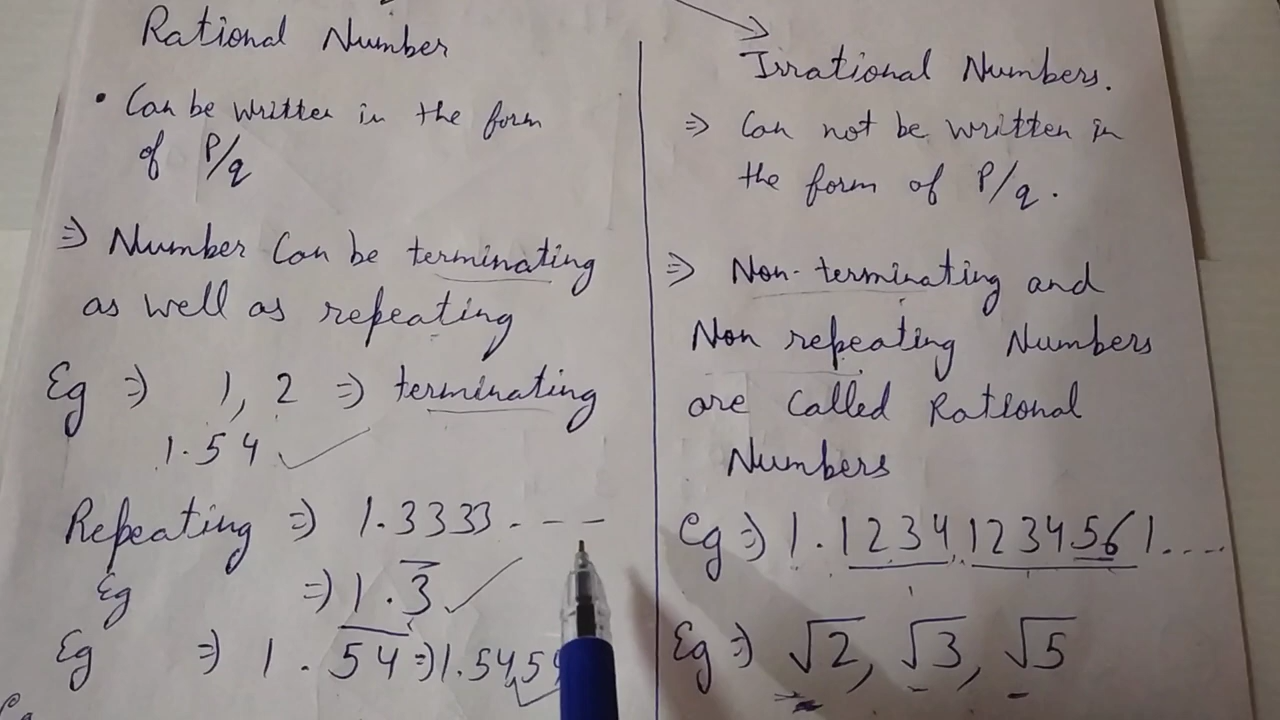 Rational Number
• Can be written in the form
of P/q
⇒ Number Can be terminating
as well as repeating
Eg ⇒ 1, 2 ⇒ terminating
1.54 ✓
Repeating ⇒ 1.3333.---
Eg ⇒ 1.3̅ ✓
Eg ⇒ 1.5̅4̅ ⇒ 1.545
Irrational Numbers.
⇒ Can not be written in
the form of P/q.
⇒ Non-terminating and
Non repeating Numbers
are Called Rational
Numbers
Eg ⇒ 1.12341234561....
Eg ⇒ √2, √3, √5